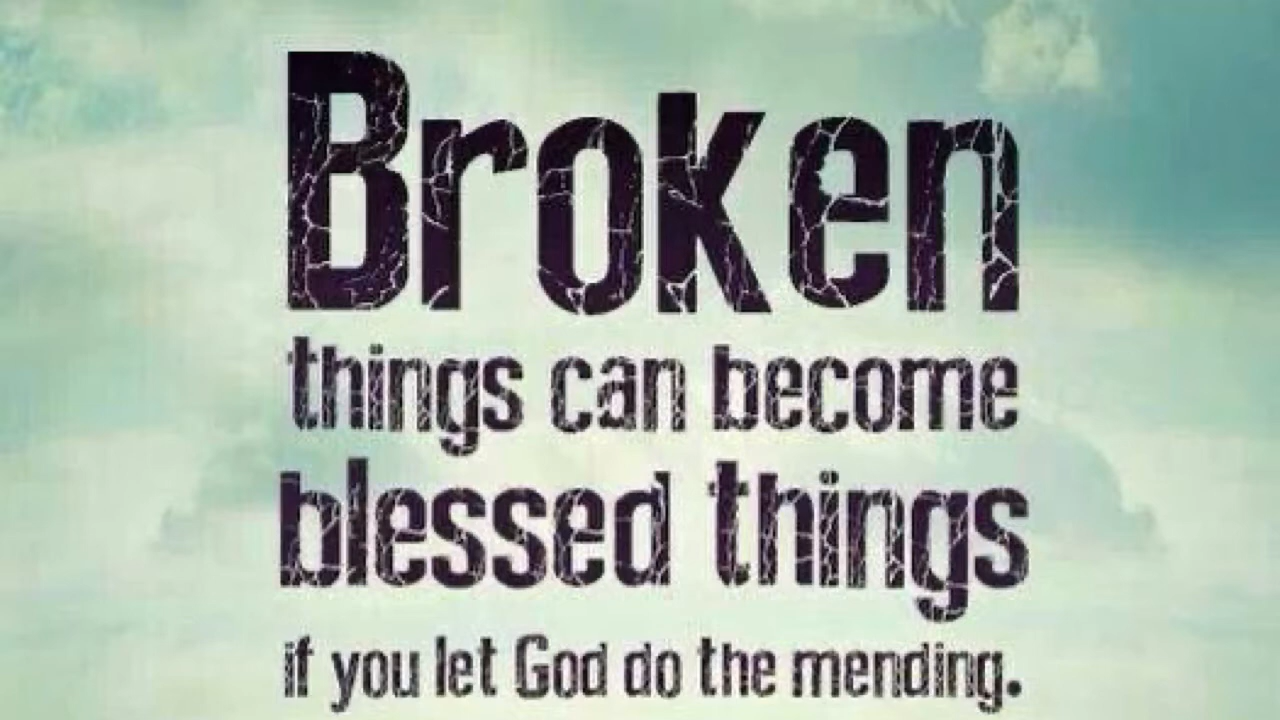 Broken
things can become
blessed things
if you let God do the mending.